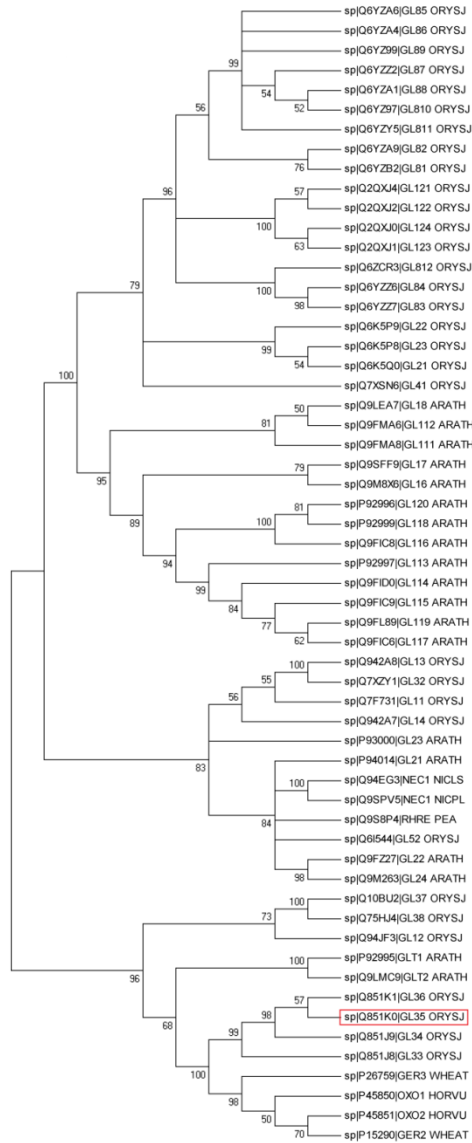 sp|Q6YZA6|GL85 ORYSJ
sp|Q6YZA4|GL86 ORYSJ
sp|Q6YZ99|GL89 ORYSJ
99
sp|Q6YZZ2|GL87 ORYSJ
54
sp|Q6YZA1|GL88 ORYSJ
52
sp|Q6YZ97|GL810 ORYSJ
56
sp|Q6YZY5|GL811 ORYSJ
sp|Q6YZA9|GL82 ORYSJ
76
sp|Q6YZB2|GL81 ORYSJ
96
sp|Q2QXJ4|GL121 ORYSJ
57
sp|Q2QXJ2|GL122 ORYSJ
100
sp|Q2QXJ0|GL124 ORYSJ
63
sp|Q2QXJ1|GL123 ORYSJ
sp|Q6ZCR3|GL812 ORYSJ
100
sp|Q6YZZ6|GL84 ORYSJ
98
sp|Q6YZZ7|GL83 ORYSJ
79
sp|Q6K5P9|GL22 ORYSJ
99
sp|Q6K5P8|GL23 ORYSJ
54
sp|Q6K5Q0|GL21 ORYSJ
100
sp|Q7XSN6|GL41 ORYSJ
sp|Q9LEA7|GL18 ARATH
50
sp|Q9FMA6|GL112 ARATH
81
sp|Q9FMA8|GL111 ARATH
95
sp|Q9SFF9|GL17 ARATH
79
sp|Q9M8X6|GL16 ARATH
89
sp|P92996|GL120 ARATH
81
sp|P92999|GL118 ARATH
100
sp|Q9FIC8|GL116 ARATH
94
sp|P92997|GL113 ARATH
99
sp|Q9FID0|GL114 ARATH
84
sp|Q9FIC9|GL115 ARATH
77
sp|Q9FL89|GL119 ARATH
62
sp|Q9FIC6|GL117 ARATH
sp|Q942A8|GL13 ORYSJ
100
sp|Q7XZY1|GL32 ORYSJ
55
sp|Q7F731|GL11 ORYSJ
56
sp|Q942A7|GL14 ORYSJ
sp|P93000|GL23 ARATH
83
sp|P94014|GL21 ARATH
sp|Q94EG3|NEC1 NICLS
100
sp|Q9SPV5|NEC1 NICPL
84
sp|Q9S8P4|RHRE PEA
sp|Q6I544|GL52 ORYSJ
sp|Q9FZ27|GL22 ARATH
98
sp|Q9M263|GL24 ARATH
sp|Q10BU2|GL37 ORYSJ
100
sp|Q75HJ4|GL38 ORYSJ
73
sp|Q94JF3|GL12 ORYSJ
96
sp|P92995|GLT1 ARATH
100
sp|Q9LMC9|GLT2 ARATH
68
sp|Q851K1|GL36 ORYSJ
57
sp|Q851K0|GL35 ORYSJ
98
sp|Q851J9|GL34 ORYSJ
99
sp|Q851J8|GL33 ORYSJ
100
sp|P26759|GER3 WHEAT
98
sp|P45850|OXO1 HORVU
50
sp|P45851|OXO2 HORVU
70
sp|P15290|GER2 WHEAT